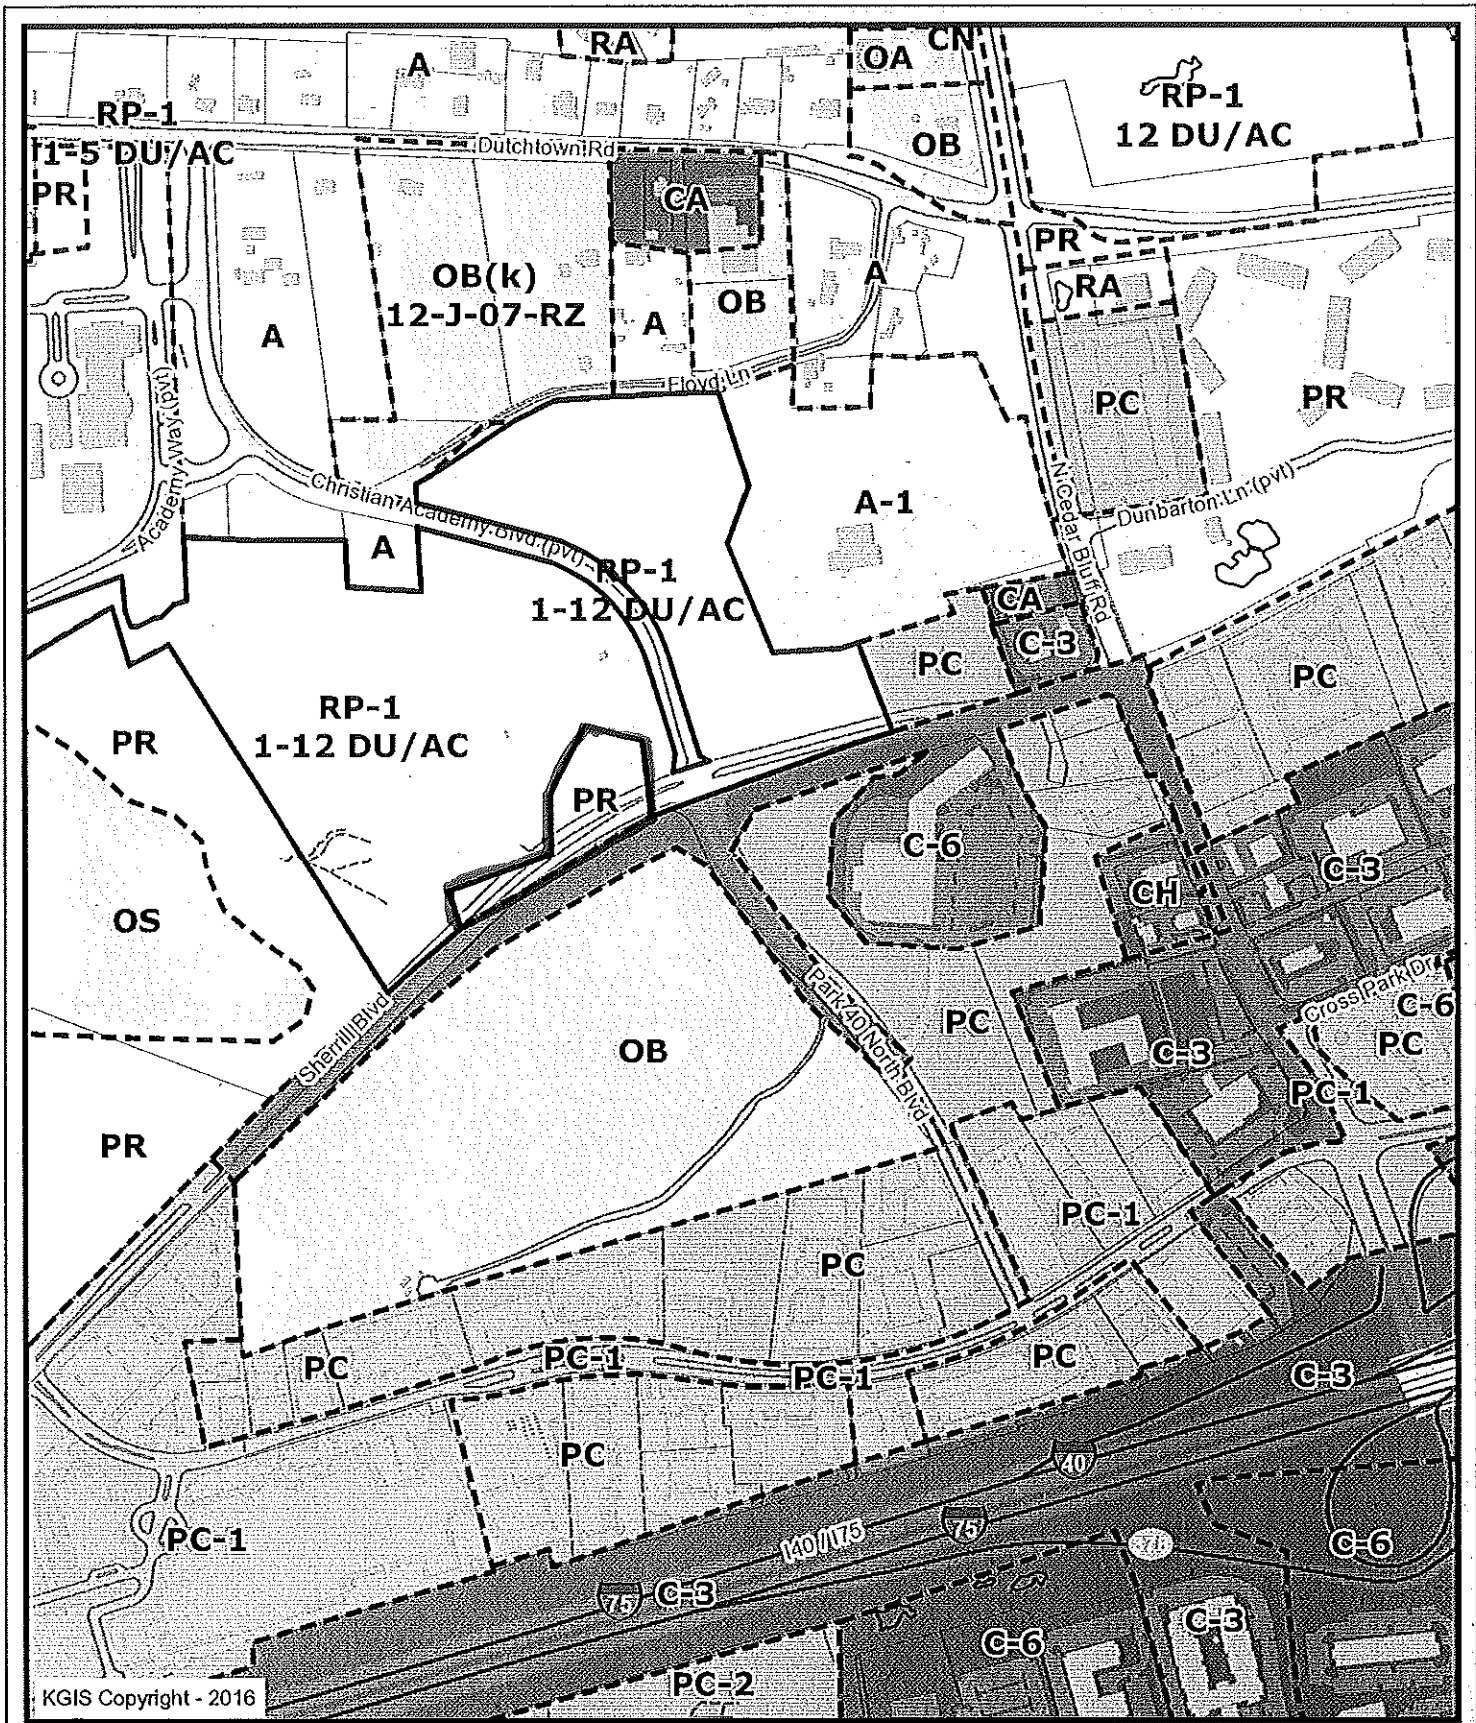 RA
A
OA
CN
RP-1
12 DU/AC
RP-1
1-5 DU/AC
PR
Dutchtown Rd
OB
CA
PR
OB(k)
12-J-07-RZ
A
A
OB
A
RA
Floyd Ln
PC
PR
Academy Way (pvt)
Christian Academy Blvd (pvt)
A
A-1
N Cedar Bluff Rd
Dunbarton Ln (pvt)
RP-1
1-12 DU/AC
CA
C-3
PC
PC
RP-1
1-12 DU/AC
PR
PR
C-6
C-3
CH
OS
Sherrill Blvd
Park 40 North Blvd
Cross Park Dr
C-6
PC
PC
OB
C-3
PC-1
PR
PC-1
PC
PC
PC-1
PC-1
PC
C-3
PC
40
75
I40 / I75
PC-1
C-6
75
C-3
C-3
C-6
PC-2
KGIS Copyright - 2016